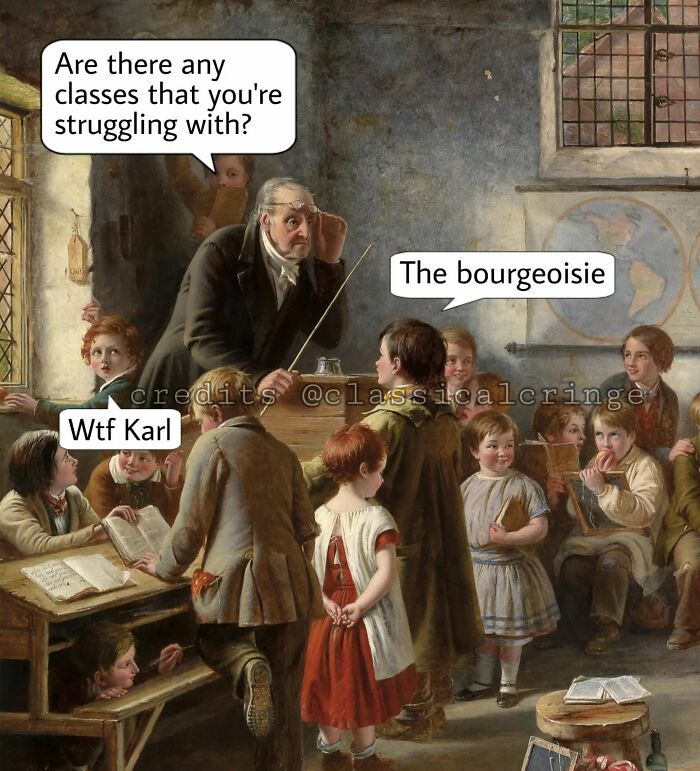 Are there any
classes that you're
struggling with?
The bourgeoisie
credits @classicalcringe
Wtf Karl